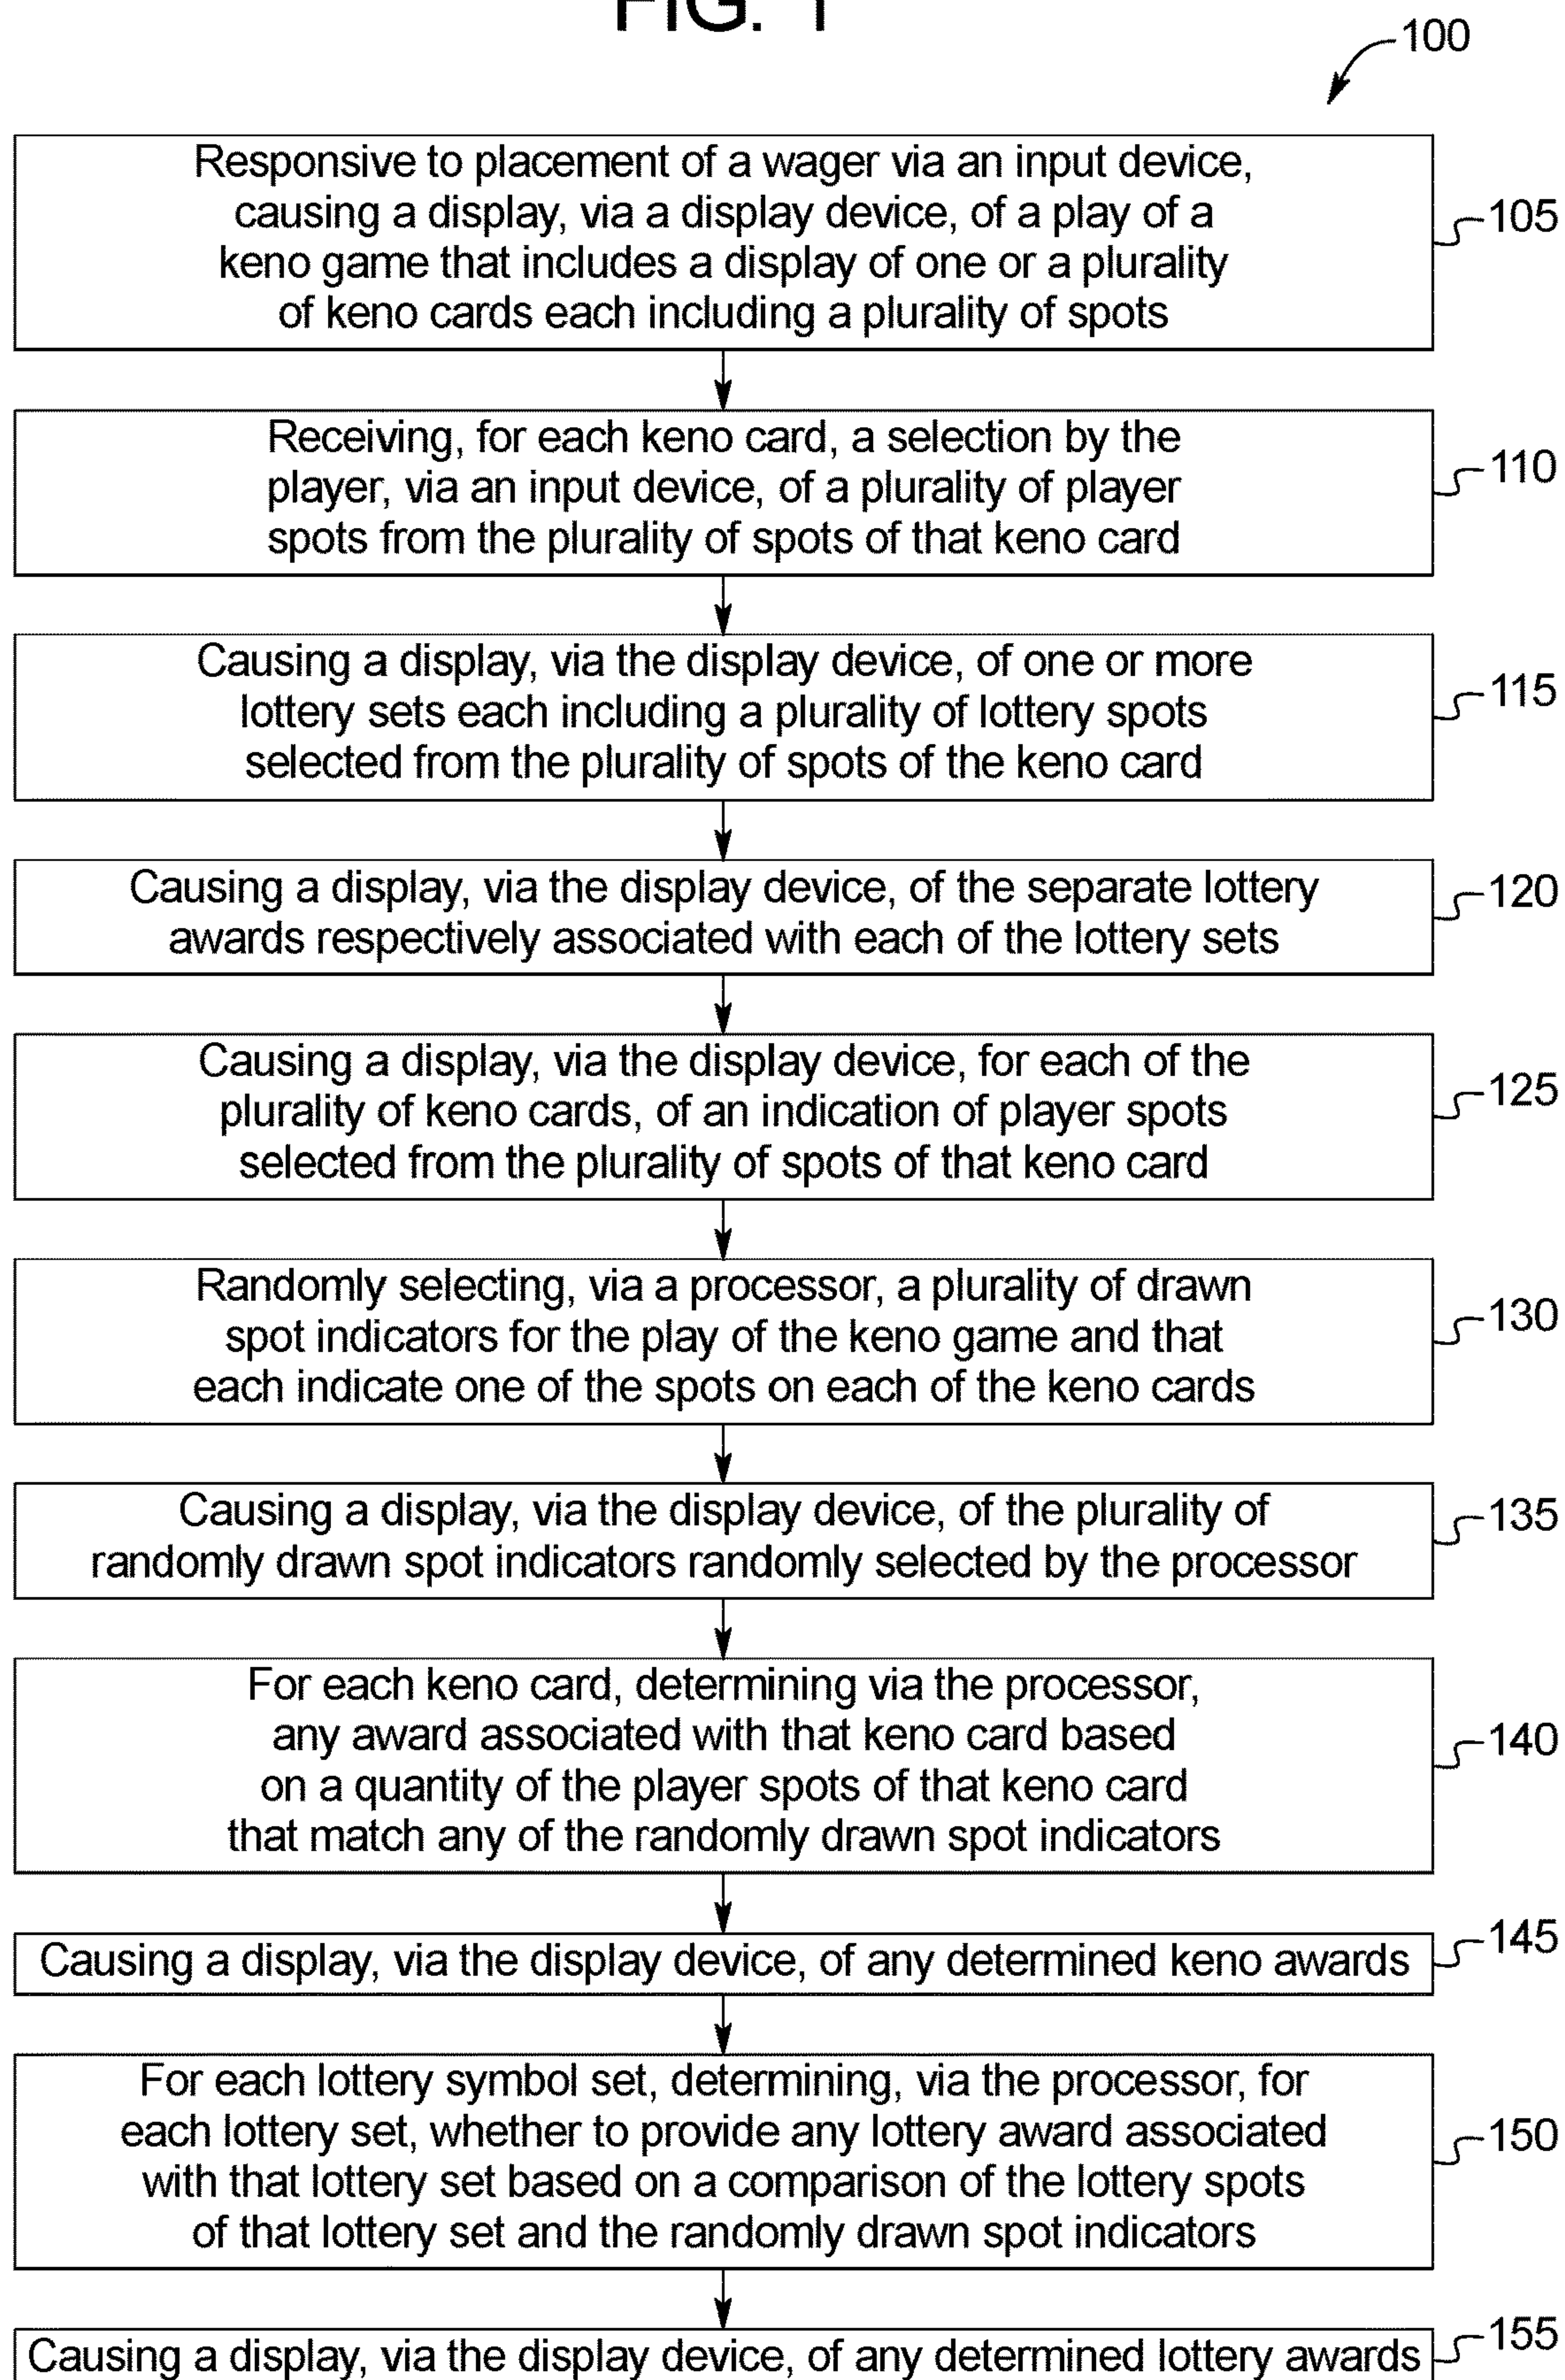 FIG. 1
100
Responsive to placement of a wager via an input device,
causing a display, via a display device, of a play of a
keno game that includes a display of one or a plurality
of keno cards each including a plurality of spots
105
Receiving, for each keno card, a selection by the
player, via an input device, of a plurality of player
spots from the plurality of spots of that keno card
110
Causing a display, via the display device, of one or more
lottery sets each including a plurality of lottery spots
selected from the plurality of spots of the keno card
115
Causing a display, via the display device, of the separate lottery
awards respectively associated with each of the lottery sets
120
Causing a display, via the display device, for each of the
plurality of keno cards, of an indication of player spots
selected from the plurality of spots of that keno card
125
Randomly selecting, via a processor, a plurality of drawn
spot indicators for the play of the keno game and that
each indicate one of the spots on each of the keno cards
130
Causing a display, via the display device, of the plurality of
randomly drawn spot indicators randomly selected by the processor
135
For each keno card, determining via the processor,
any award associated with that keno card based
on a quantity of the player spots of that keno card
that match any of the randomly drawn spot indicators
140
Causing a display, via the display device, of any determined keno awards
145
For each lottery symbol set, determining, via the processor, for
each lottery set, whether to provide any lottery award associated
with that lottery set based on a comparison of the lottery spots
of that lottery set and the randomly drawn spot indicators
150
Causing a display, via the display device, of any determined lottery awards
155